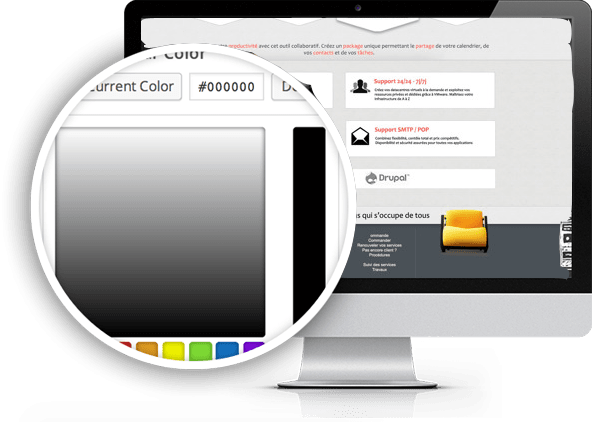 productivité avec cet outil collaboratif. Créez un package unique permettant le partage de votre calendrier, de
vos contacts et de vos tâches.
Color
Current Color
#000000
Support 24/24 - 7j/7j
Créez vos datacentres virtuels à la demande et exploitez vos
ressources privées et dédiées grâce à VMware. Maîtrisez votre
infrastructure de A à Z
Support SMTP / POP
Combinez flexibilité, contrôle total et prix compétitifs.
Disponibilité et sécurité assurées pour toutes vos applications
Drupal™
qui s'occupe de tous
ommande
Commander
Renouveler vos services
Pas encore client ?
Procédures
Suivi des services
Travaux